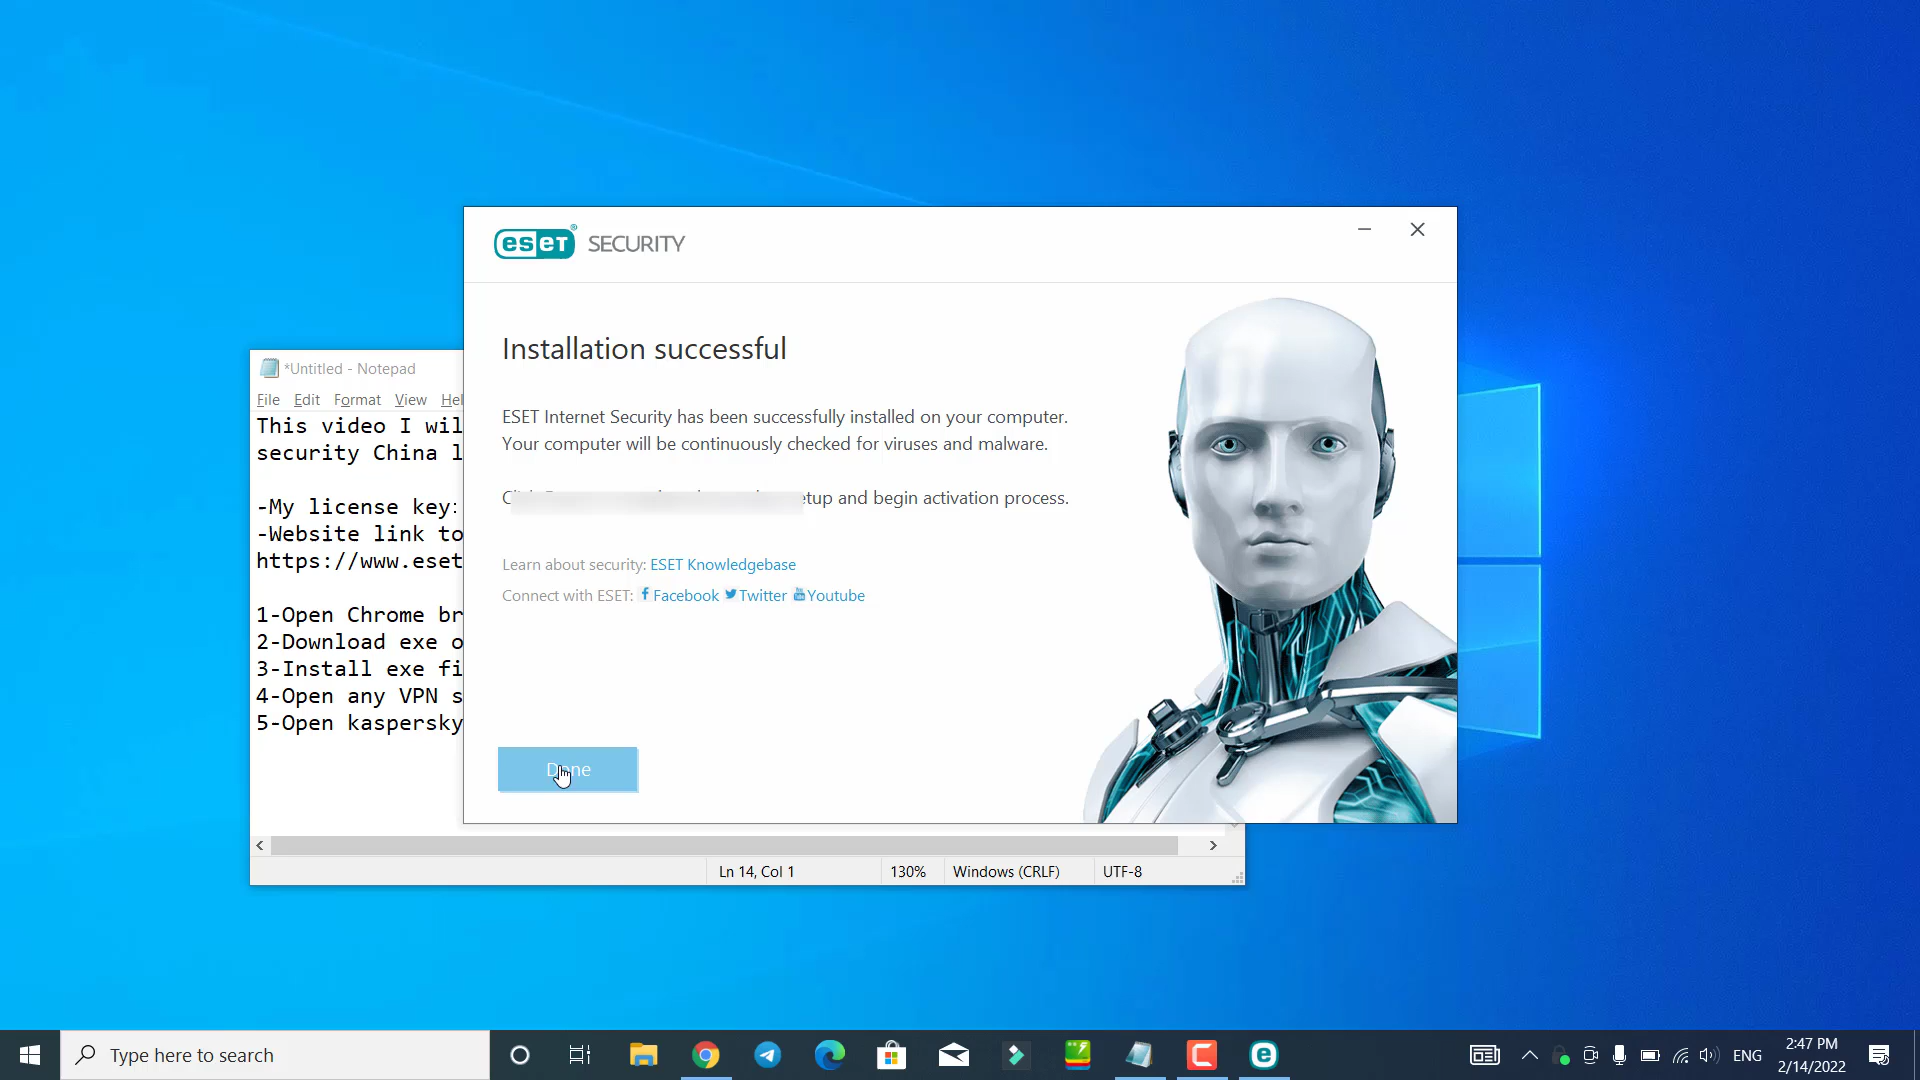 eset® SECURITY
Installation successful
ESET Internet Security has been successfully installed on your computer.
Your computer will be continuously checked for viruses and malware.
etup and begin activation process.
Learn about security: ESET Knowledgebase
Connect with ESET: Facebook Twitter Youtube
Done
*Untitled - Notepad
File Edit Format View Hel
This video I wil
security China l
-My license key:
-Website link to
https://www.eset
1-Open Chrome br
2-Download exe o
3-Install exe fi
4-Open any VPN s
5-Open kaspersky
Ln 14, Col 1 130% Windows (CRLF) UTF-8
Type here to search
ENG
2:47 PM
2/14/2022